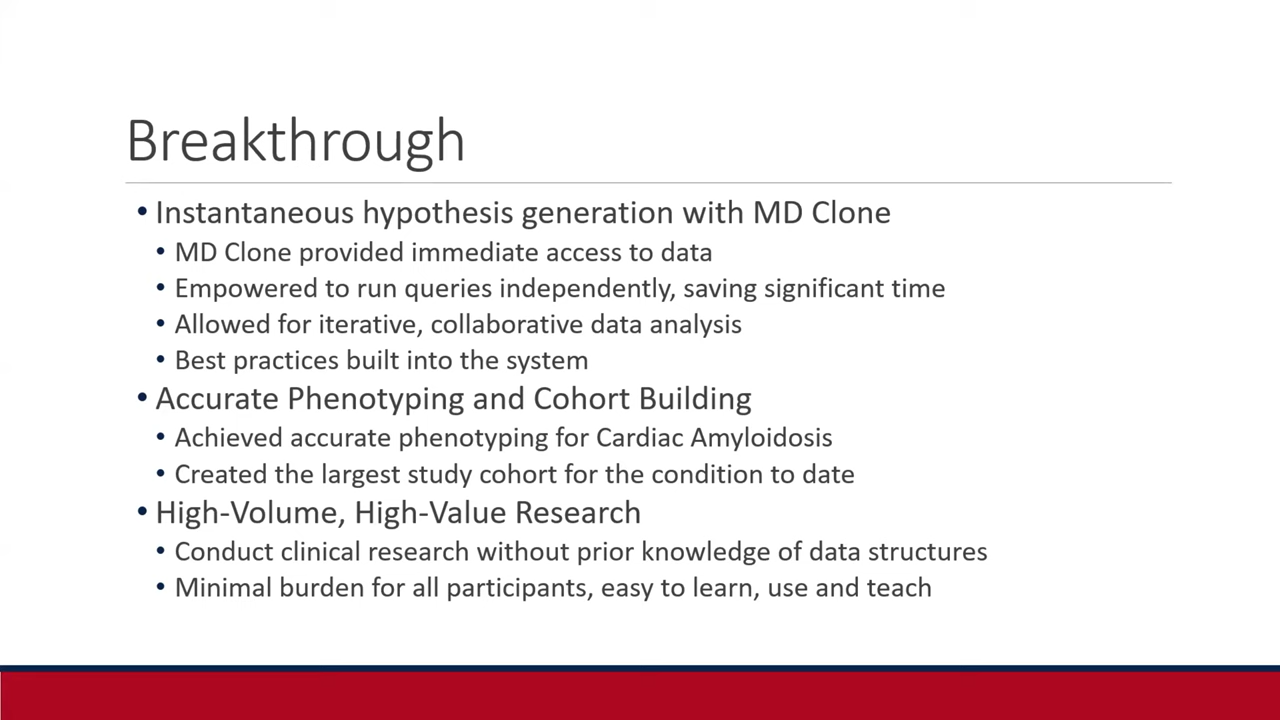 Breakthrough
• Instantaneous hypothesis generation with MD Clone
• MD Clone provided immediate access to data
• Empowered to run queries independently, saving significant time
• Allowed for iterative, collaborative data analysis
• Best practices built into the system
• Accurate Phenotyping and Cohort Building
• Achieved accurate phenotyping for Cardiac Amyloidosis
• Created the largest study cohort for the condition to date
• High-Volume, High-Value Research
• Conduct clinical research without prior knowledge of data structures
• Minimal burden for all participants, easy to learn, use and teach